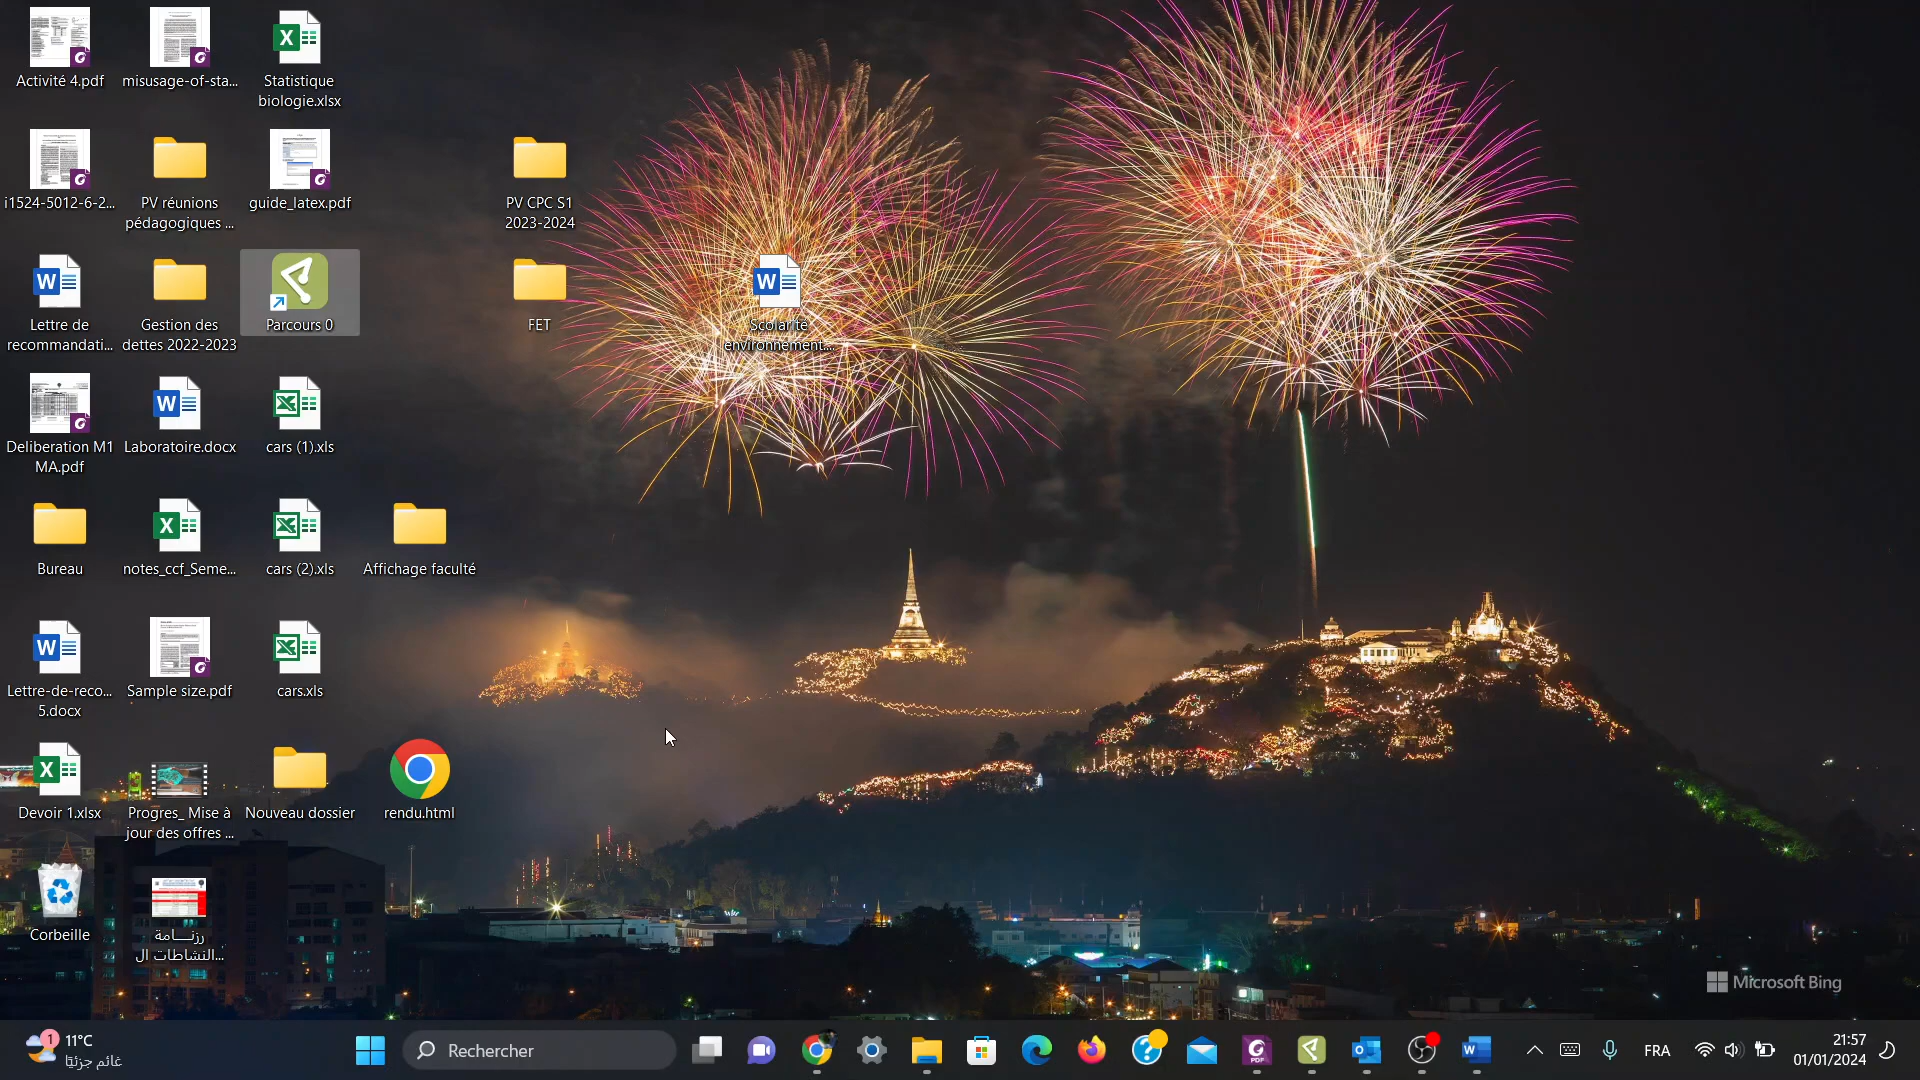 Activité 4.pdf
misusage-of-sta...
Statistique
biologie.xlsx
i1524-5012-6-2...
PV réunions
pédagogiques ...
guide_latex.pdf
PV CPC S1
2023-2024
Lettre de
recommandati...
Gestion des
dettes 2022-2023
Parcours 0
FET
Scolarité
environnement...
Deliberation M1
MA.pdf
Laboratoire.docx
cars (1).xls
Bureau
notes_ccf_Seme...
cars (2).xls
Affichage faculté
Lettre-de-reco...
5.docx
Sample size.pdf
cars.xls
Devoir 1.xlsx
Progres_ Mise à
jour des offres ...
Nouveau dossier
rendu.html
Corbeille
رزنـــامة
النشاطات ال...
Microsoft Bing
1
11°C
غائم جزئيًا
Rechercher
FRA
21:57
01/01/2024